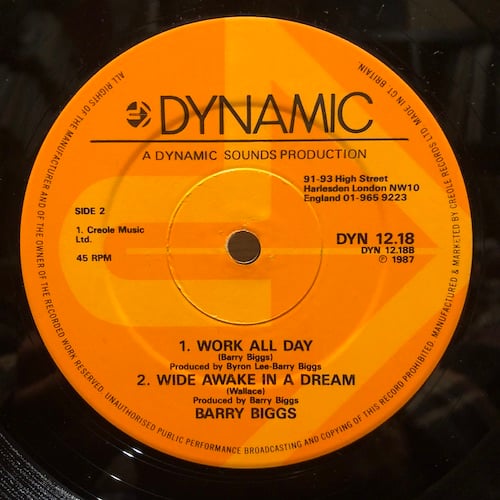 DYNAMIC
A DYNAMIC SOUNDS PRODUCTION
91-93 High Street
Harlesden London NW10
England 01-965 9223
SIDE 2
1. Creole Music
Ltd.
45 RPM
DYN 12.18
DYN 12.18B
℗ 1987
1. WORK ALL DAY
(Barry Biggs)
Produced by Byron Lee-Barry Biggs
2. WIDE AWAKE IN A DREAM
(Wallace)
Produced by Barry Biggs
BARRY BIGGS
ALL RIGHTS OF THE MANUFACTURER AND OF THE OWNER OF THE RECORDED WORK RESERVED. UNAUTHORISED PUBLIC PERFORMANCE BROADCASTING AND COPYING OF THIS RECORD PROHIBITED. MANUFACTURED & MARKETED BY CREOLE RECORDS LTD. MADE IN GT. BRITAIN.